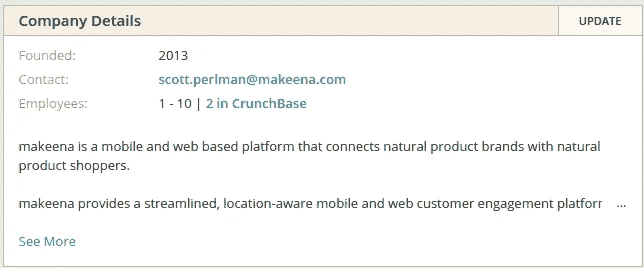 Company Details
UPDATE
Founded: 2013
Contact: scott.perlman@makeena.com
Employees: 1 - 10 | 2 in CrunchBase
makeena is a mobile and web based platform that connects natural product brands with natural
product shoppers.
makeena provides a streamlined, location-aware mobile and web customer engagement platform ...
See More